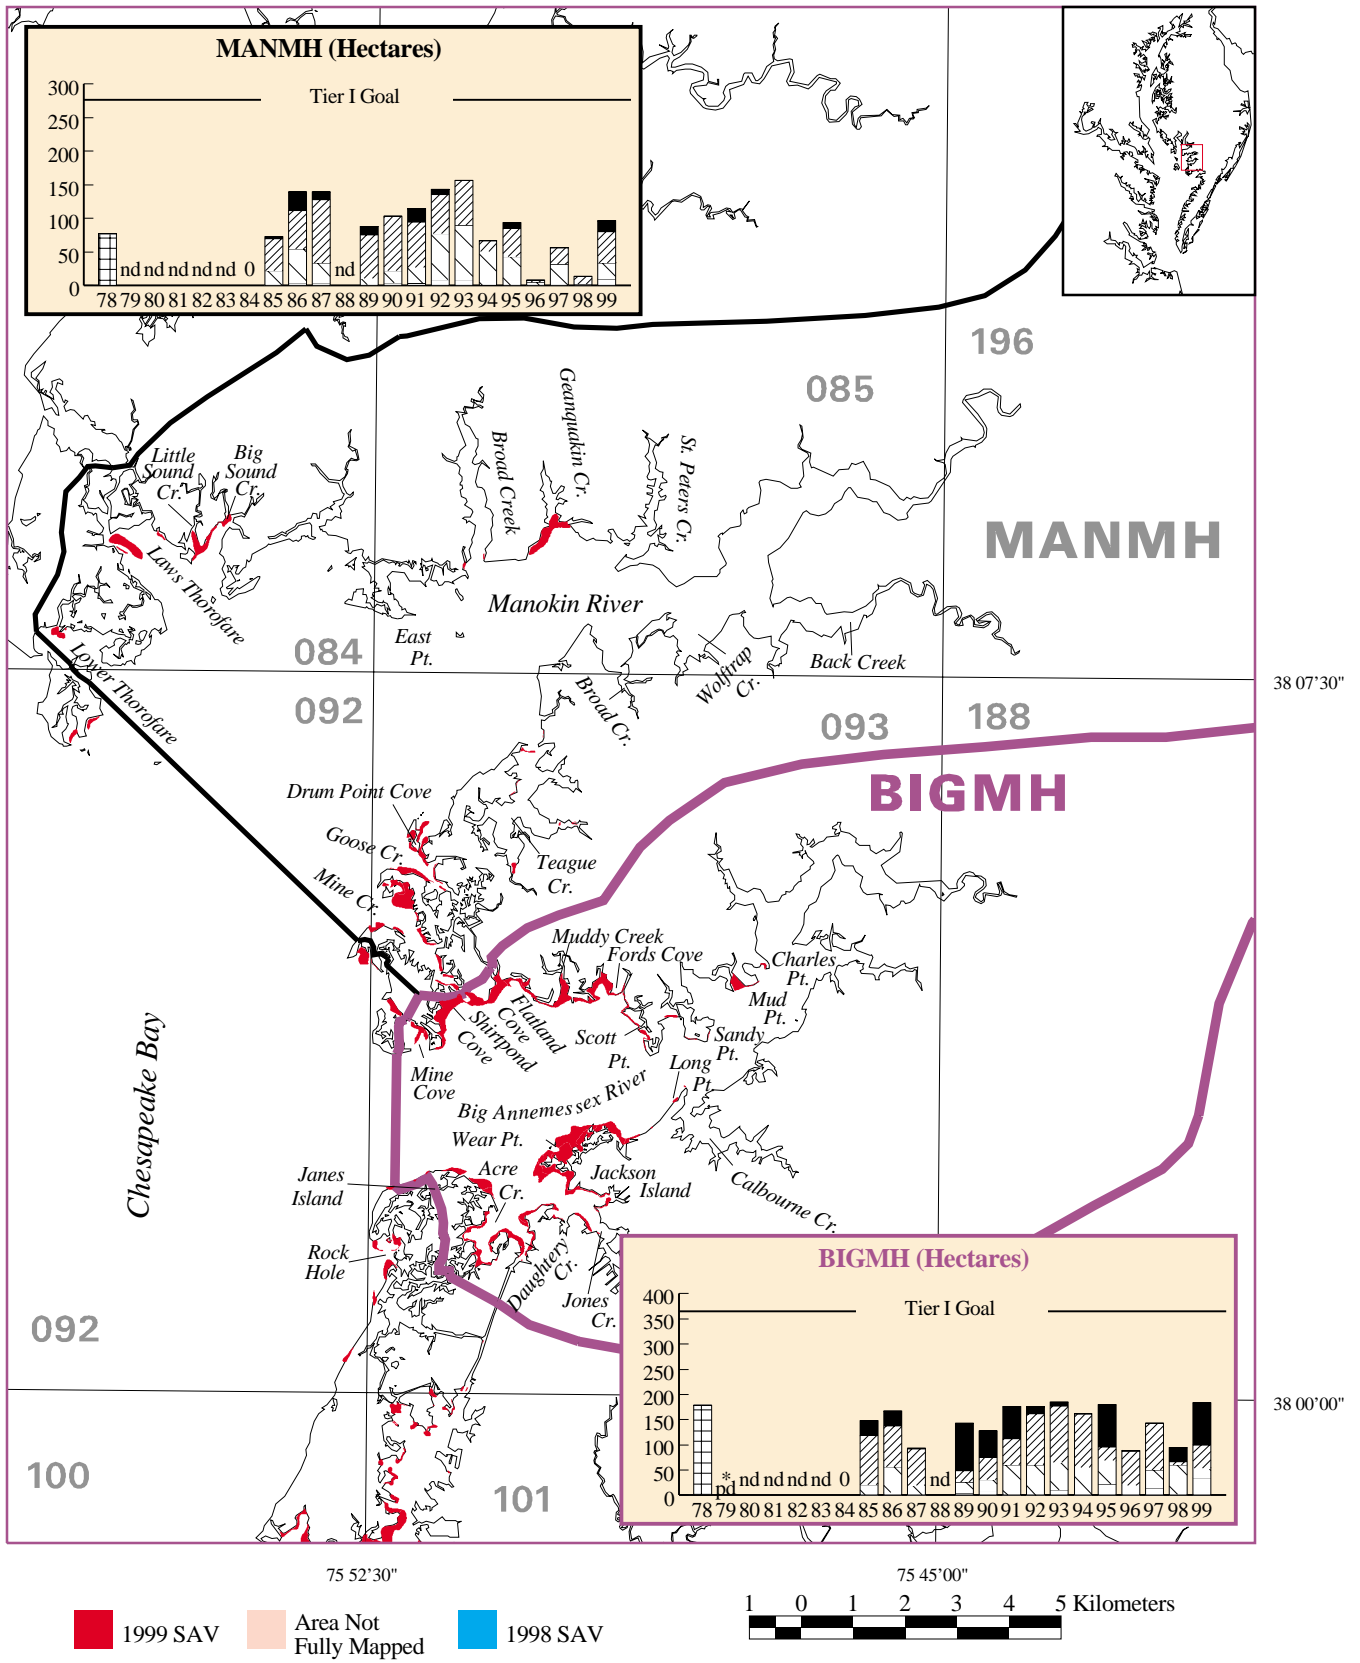 MANMH (Hectares)
300
250
200
150
100
50
0
Tier I Goal
nd nd nd nd nd 0
nd
78 79 80 81 82 83 84 85 86 87 88 89 90 91 92 93 94 95 96 97 98 99
196
085
Geanquakin Cr.
Broad Creek
St. Peters Cr.
Little
Sound
Cr.
Big
Sound
Cr.
MANMH
Laws Thorofare
Manokin River
East
Pt.
084
Lower Thorofare
Wolftrap
Cr.
Back Creek
Broad Cr.
38 07'30"
092
093
188
BIGMH
Drum Point Cove
Goose Cr.
Mine Cr.
Teague
Cr.
Muddy Creek
Fords Cove
Charles
Pt.
Mud
Pt.
Flatland
Cove
Shirtpond
Cove
Scott
Pt.
Sandy
Pt.
Long
Pt.
Mine
Cove
Chesapeake Bay
Big Annemessex River
Wear Pt.
Acre
Cr.
Janes
Island
Jackson
Island
Calbourne Cr.
Rock
Hole
Daughtery
Cr.
Jones
Cr.
BIGMH (Hectares)
400
350
300
250
200
150
100
50
0
Tier I Goal
*
pd nd nd nd nd 0
nd
78 79 80 81 82 83 84 85 86 87 88 89 90 91 92 93 94 95 96 97 98 99
092
38 00'00"
100
101
75 52'30"
75 45'00"
1999 SAV
Area Not
Fully Mapped
1998 SAV
1 0 1 2 3 4 5 Kilometers